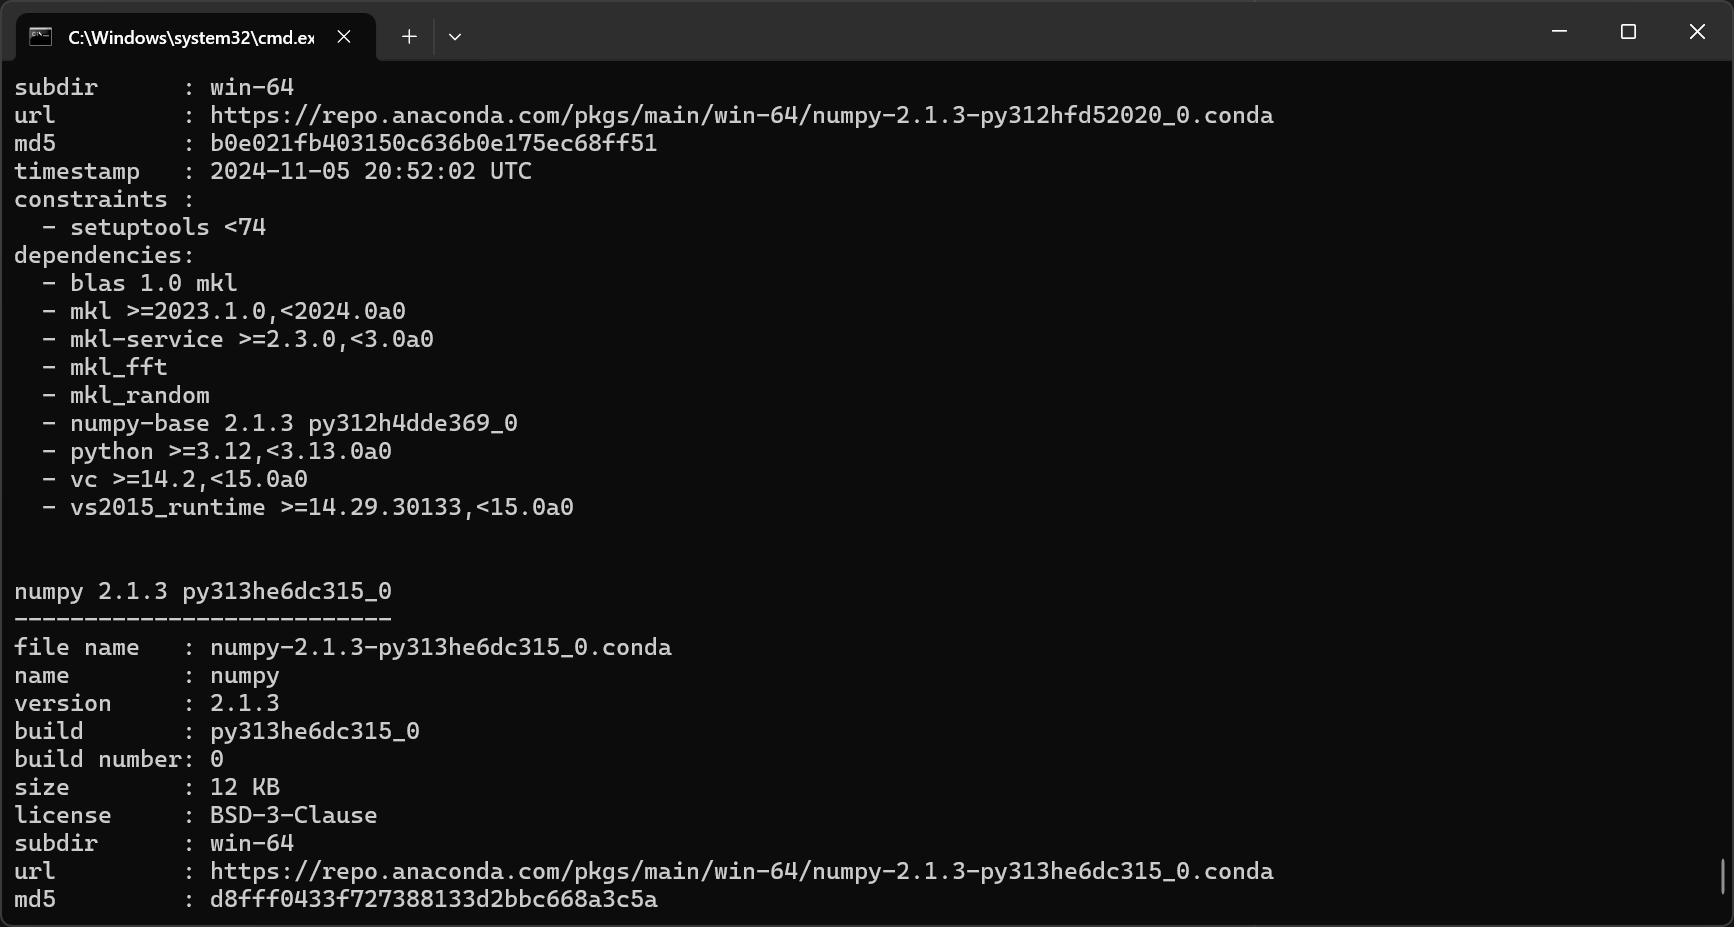 C:\Windows\system32\cmd.ex
subdir      : win-64
url         : https://repo.anaconda.com/pkgs/main/win-64/numpy-2.1.3-py312hfd52020_0.conda
md5         : b0e021fb403150c636b0e175ec68ff51
timestamp   : 2024-11-05 20:52:02 UTC
constraints :
  - setuptools <74
dependencies:
  - blas 1.0 mkl
  - mkl >=2023.1.0,<2024.0a0
  - mkl-service >=2.3.0,<3.0a0
  - mkl_fft
  - mkl_random
  - numpy-base 2.1.3 py312h4dde369_0
  - python >=3.12,<3.13.0a0
  - vc >=14.2,<15.0a0
  - vs2015_runtime >=14.29.30133,<15.0a0
numpy 2.1.3 py313he6dc315_0
---------------------------
file name   : numpy-2.1.3-py313he6dc315_0.conda
name        : numpy
version     : 2.1.3
build       : py313he6dc315_0
build number: 0
size        : 12 KB
license     : BSD-3-Clause
subdir      : win-64
url         : https://repo.anaconda.com/pkgs/main/win-64/numpy-2.1.3-py313he6dc315_0.conda
md5         : d8fff0433f727388133d2bbc668a3c5a